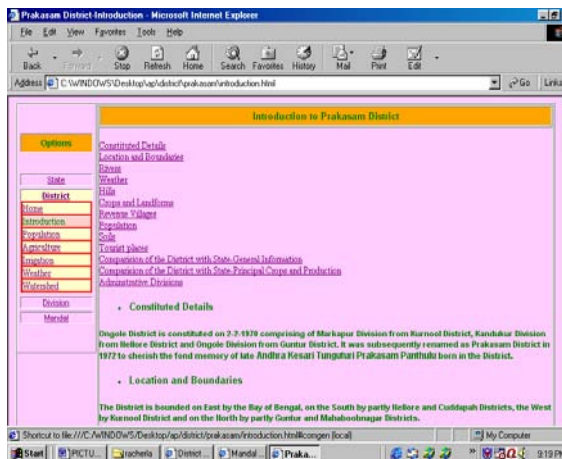 Prakasam District-Introduction - Microsoft Internet Explorer
File Edit View Favorites Tools Help
Back Forward Stop Refresh Home Search Favorites History Mail Print Edit
Address C:\WINDOWS\Desktop\ap\district\prakasam\introduction.html Go Links
Introduction to Prakasam District
Options
State
District
Home
Introduction
Population
Agriculture
Irrigation
Weather
Watershed
Division
Mandal
Constituted Details
Location and Boundaries
Rivers
Weather
Hills
Crops and Landforms
Revenue Villages
Population
Soils
Tourist places
Comparision of the District with State-General Information
Comparision of the District with State-Principal Crops and Production
Adminstrative Divisions
• Constituted Details
Ongole District is constituted on 2-2-1970 comprising of Markapur Division from Kurnool District, Kandukur Division
from Nellore District and Ongole Division from Guntur District. It was subsequently renamed as Prakasam District in
1972 to cherish the fond memory of late Andhra Kesari Tunguturi Prakasam Panthulu born in the District.
• Location and Boundaries
The District is bounded on East by the Bay of Bengal, on the South by partly Nellore and Cuddapah Districts, the West
by Kurnool District and on the North by partly Guntur and Mahaboobnagar Districts.
Shortcut to file:///C:/WINDOWS/Desktop/ap/district/prakasam/introduction.html#comgen (local) My Computer
Start PICTU... racherla District ... Mandal ... Praka... 9:19 PM